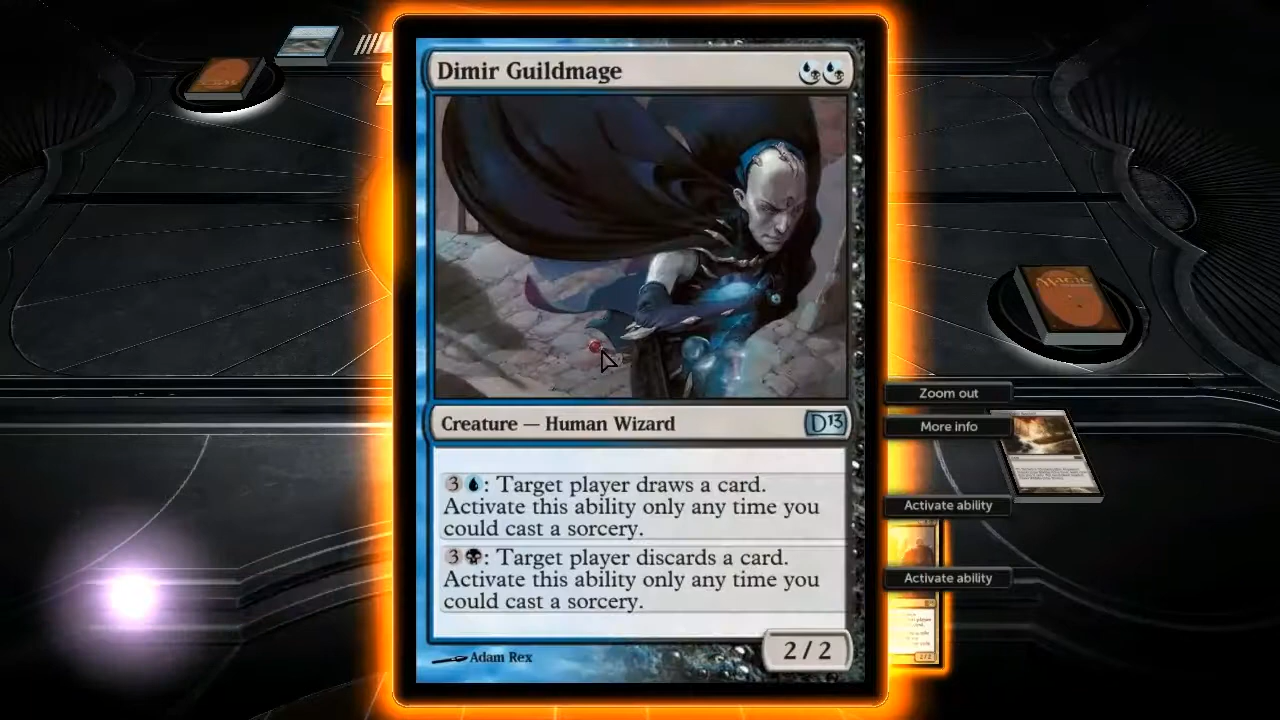 Dimir Guildmage
Creature — Human Wizard
D13
3: Target player draws a card.
Activate this ability only any time you
could cast a sorcery.
3: Target player discards a card.
Activate this ability only any time you
could cast a sorcery.
2/2
Adam Rex
Zoom out
More info
Activate ability
Activate ability
MAGIC